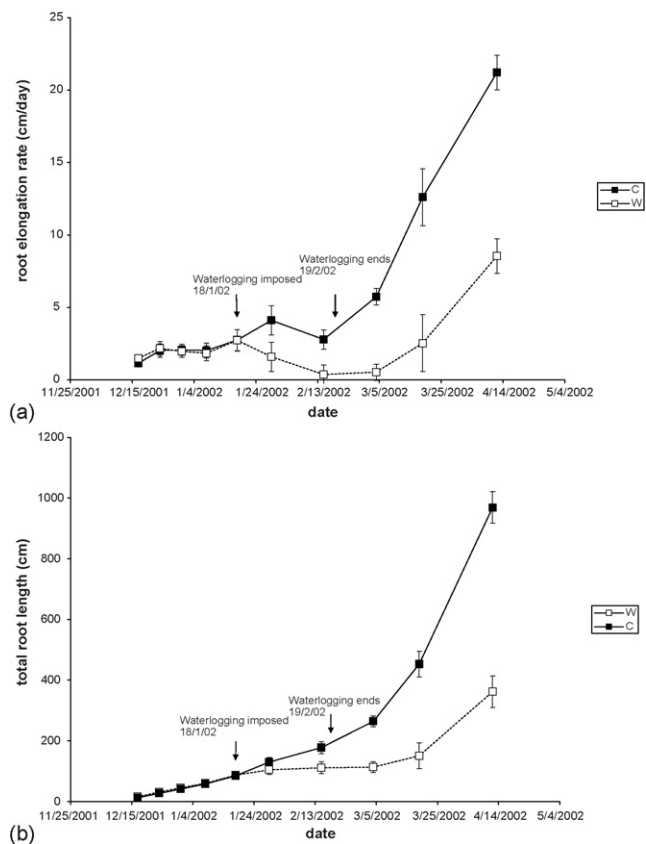 25
20
15
10
5
0
root elongation rate (cm/day)
Waterlogging imposed
18/1/02
Waterlogging ends
19/2/02
C
W
11/25/2001 12/15/2001 1/4/2002 1/24/2002 2/13/2002 3/5/2002 3/25/2002 4/14/2002 5/4/2002
(a)
date
1200
1000
800
600
400
200
0
total root length (cm)
Waterlogging imposed
18/1/02
Waterlogging ends
19/2/02
W
C
11/25/2001 12/15/2001 1/4/2002 1/24/2002 2/13/2002 3/5/2002 3/25/2002 4/14/2002 5/4/2002
(b)
date